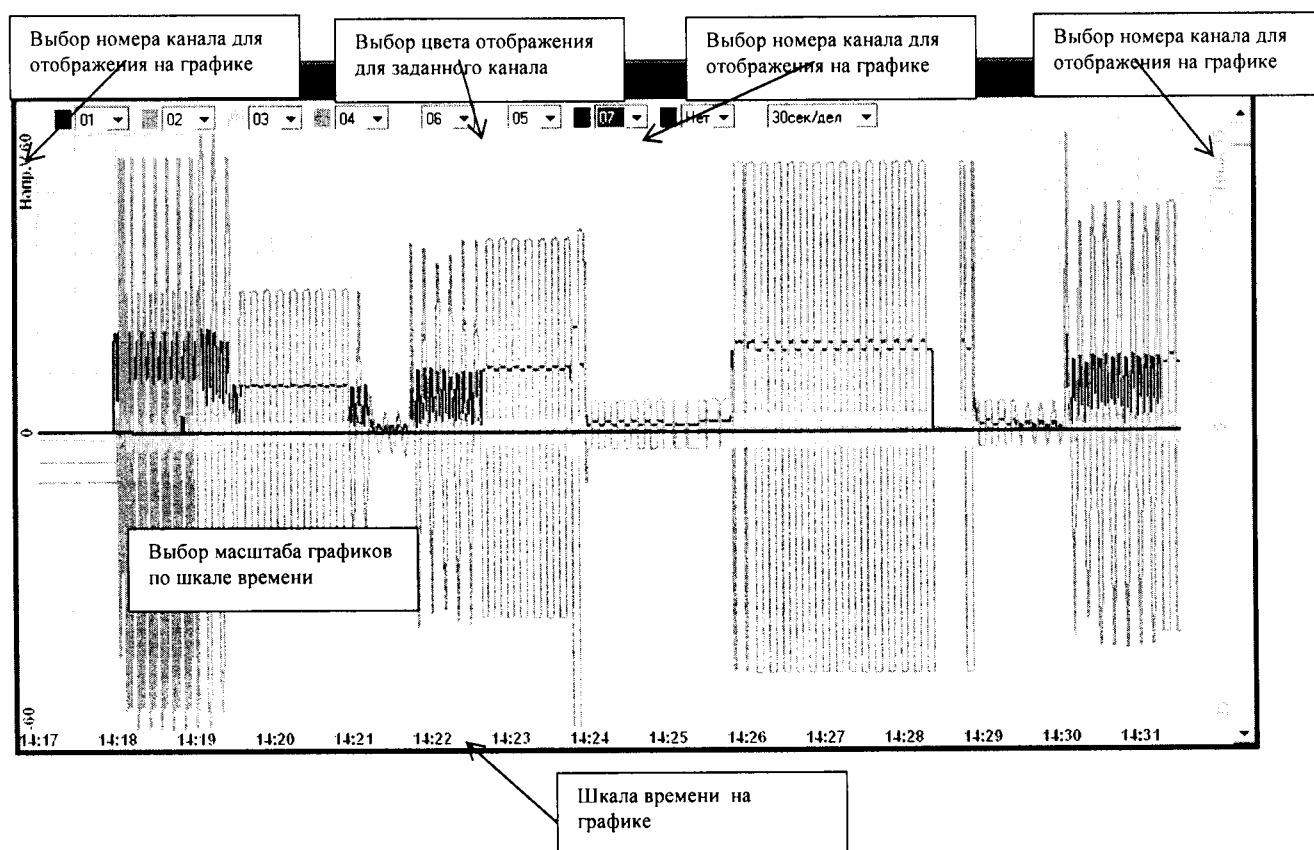 Выбор номера канала для
отображения на графике
Выбор цвета отображения
для заданного канала
Выбор номера канала для
отображения на графике
Выбор номера канала для
отображения на графике
01 02 03 04 06 05 07 Нет 30сек/дел
Напр.V 60
0
-60
Выбор масштаба графиков
по шкале времени
14:17 14:18 14:19 14:20 14:21 14:22 14:23 14:24 14:25 14:26 14:27 14:28 14:29 14:30 14:31
Шкала времени на
графике